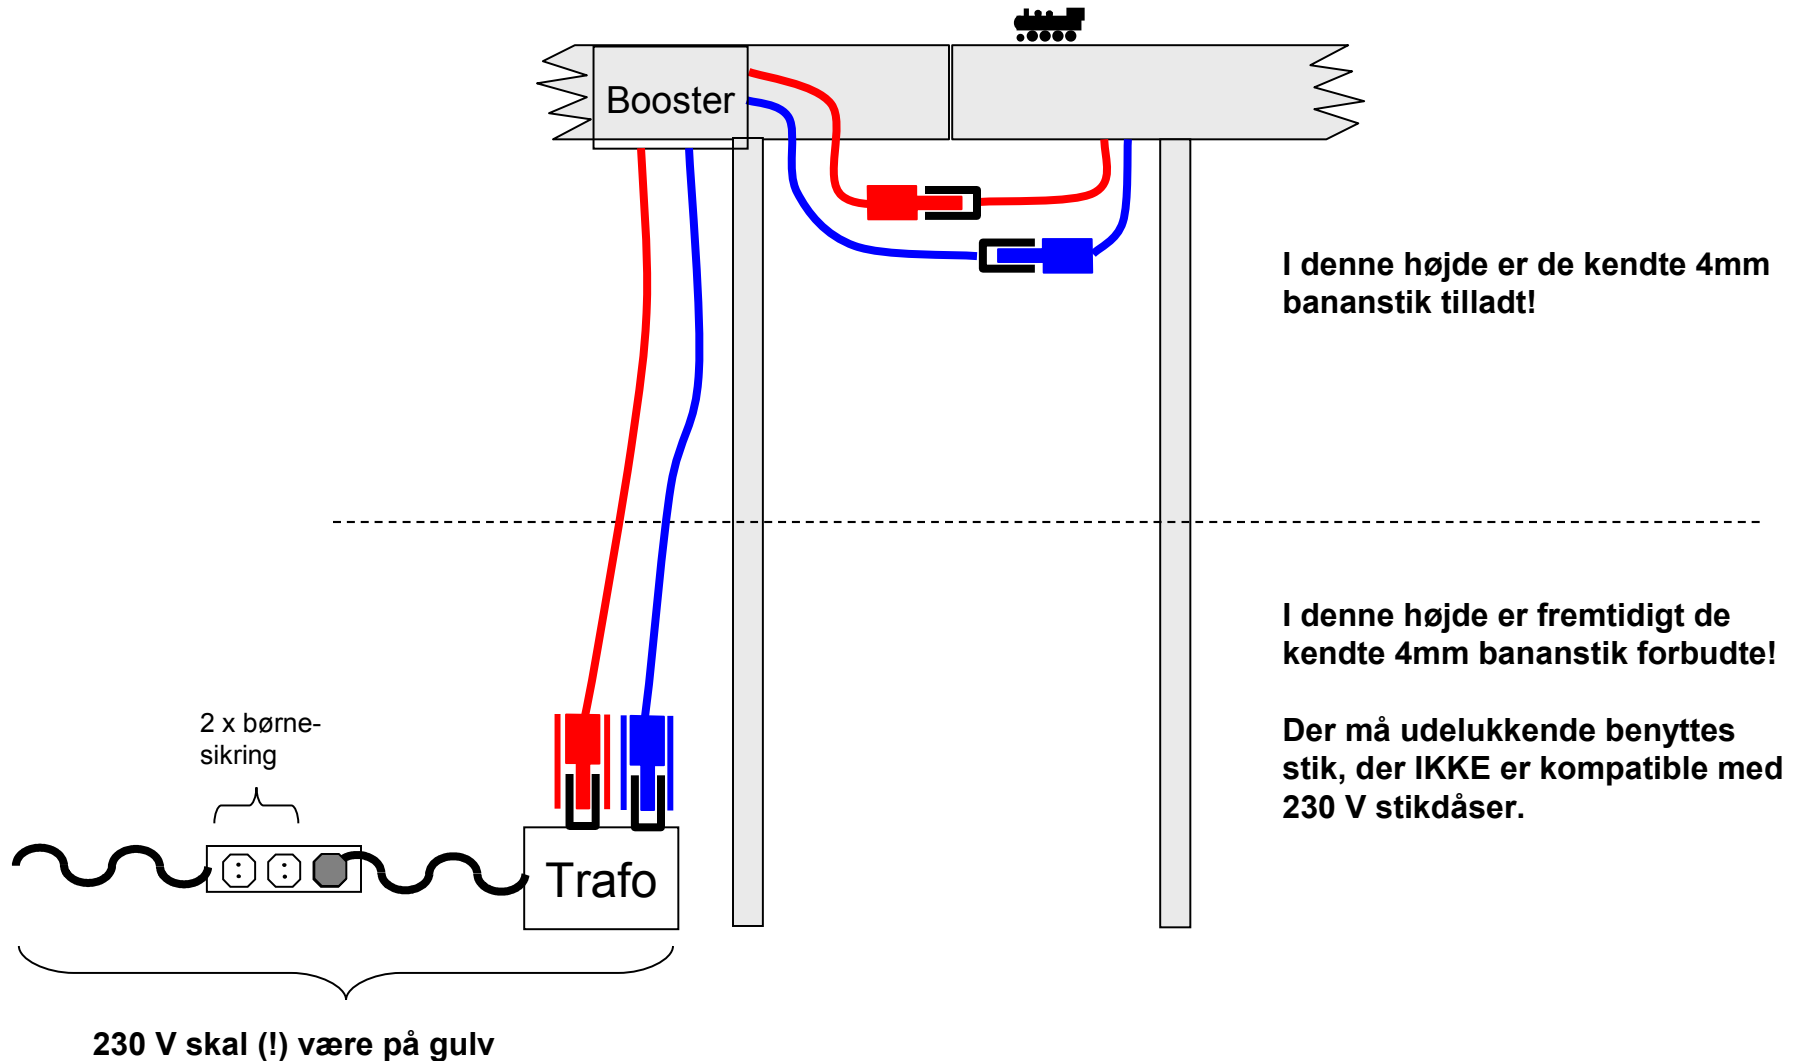 Booster
I denne højde er de kendte 4mm
bananstik tilladt!
I denne højde er fremtidigt de
kendte 4mm bananstik forbudte!
Der må udelukkende benyttes
stik, der IKKE er kompatible med
230 V stikdåser.
2 x børne-
sikring
Trafo
230 V skal (!) være på gulv